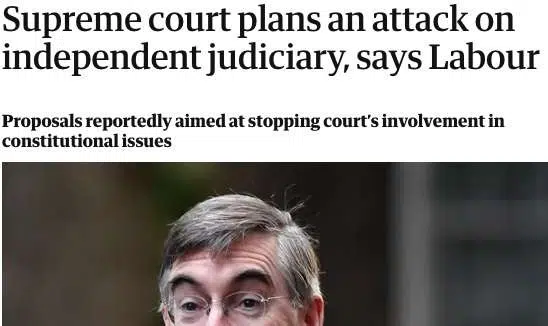 Supreme court plans an attack on
independent judiciary, says Labour
Proposals reportedly aimed at stopping court's involvement in
constitutional issues